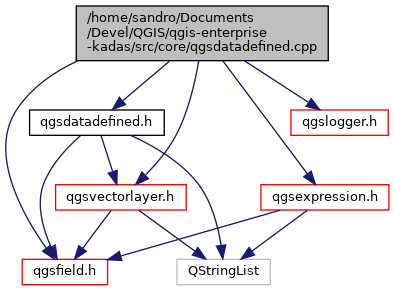 /home/sandro/Documents
/Devel/QGIS/qgis-enterprise
-kadas/src/core/qgsdatadefined.cpp
qgsdatadefined.h
qgslogger.h
qgsvectorlayer.h
qgsexpression.h
qgsfield.h
QStringList